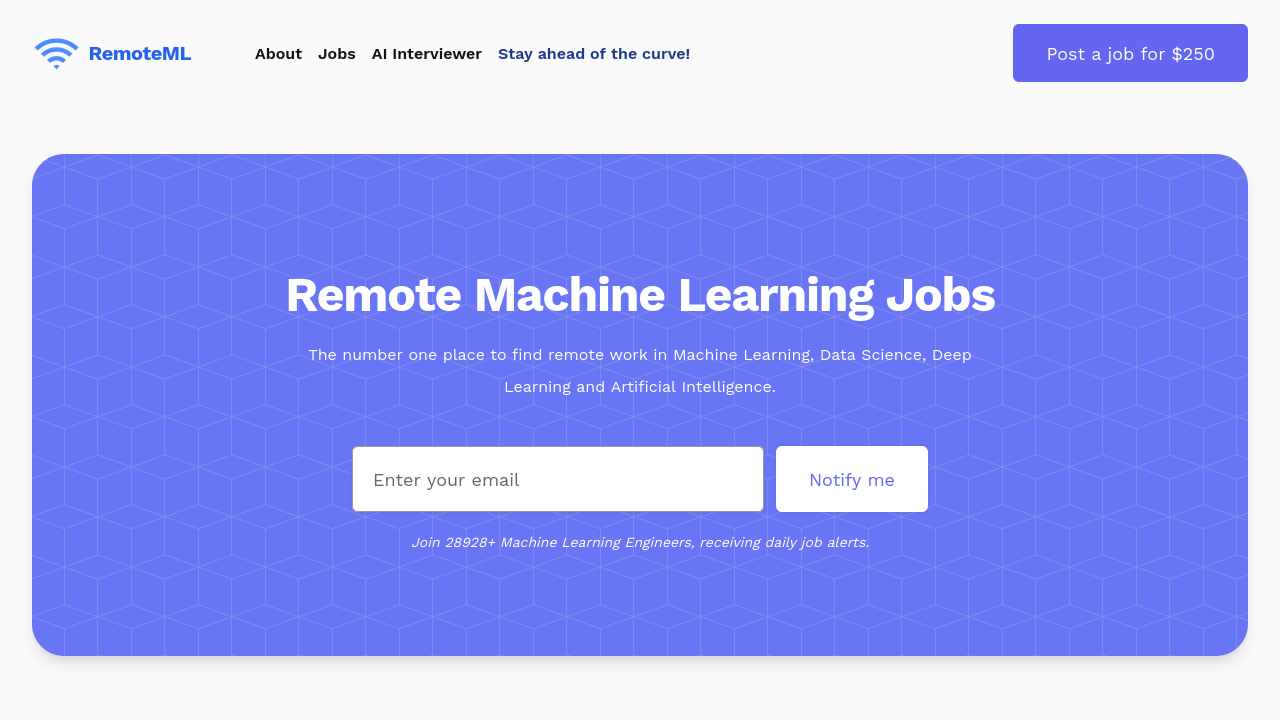 RemoteML
About
Jobs
AI Interviewer
Stay ahead of the curve!
Post a job for $250
Remote Machine Learning Jobs
The number one place to find remote work in Machine Learning, Data Science, Deep
Learning and Artificial Intelligence.
Enter your email
Notify me
Join 28928+ Machine Learning Engineers, receiving daily job alerts.